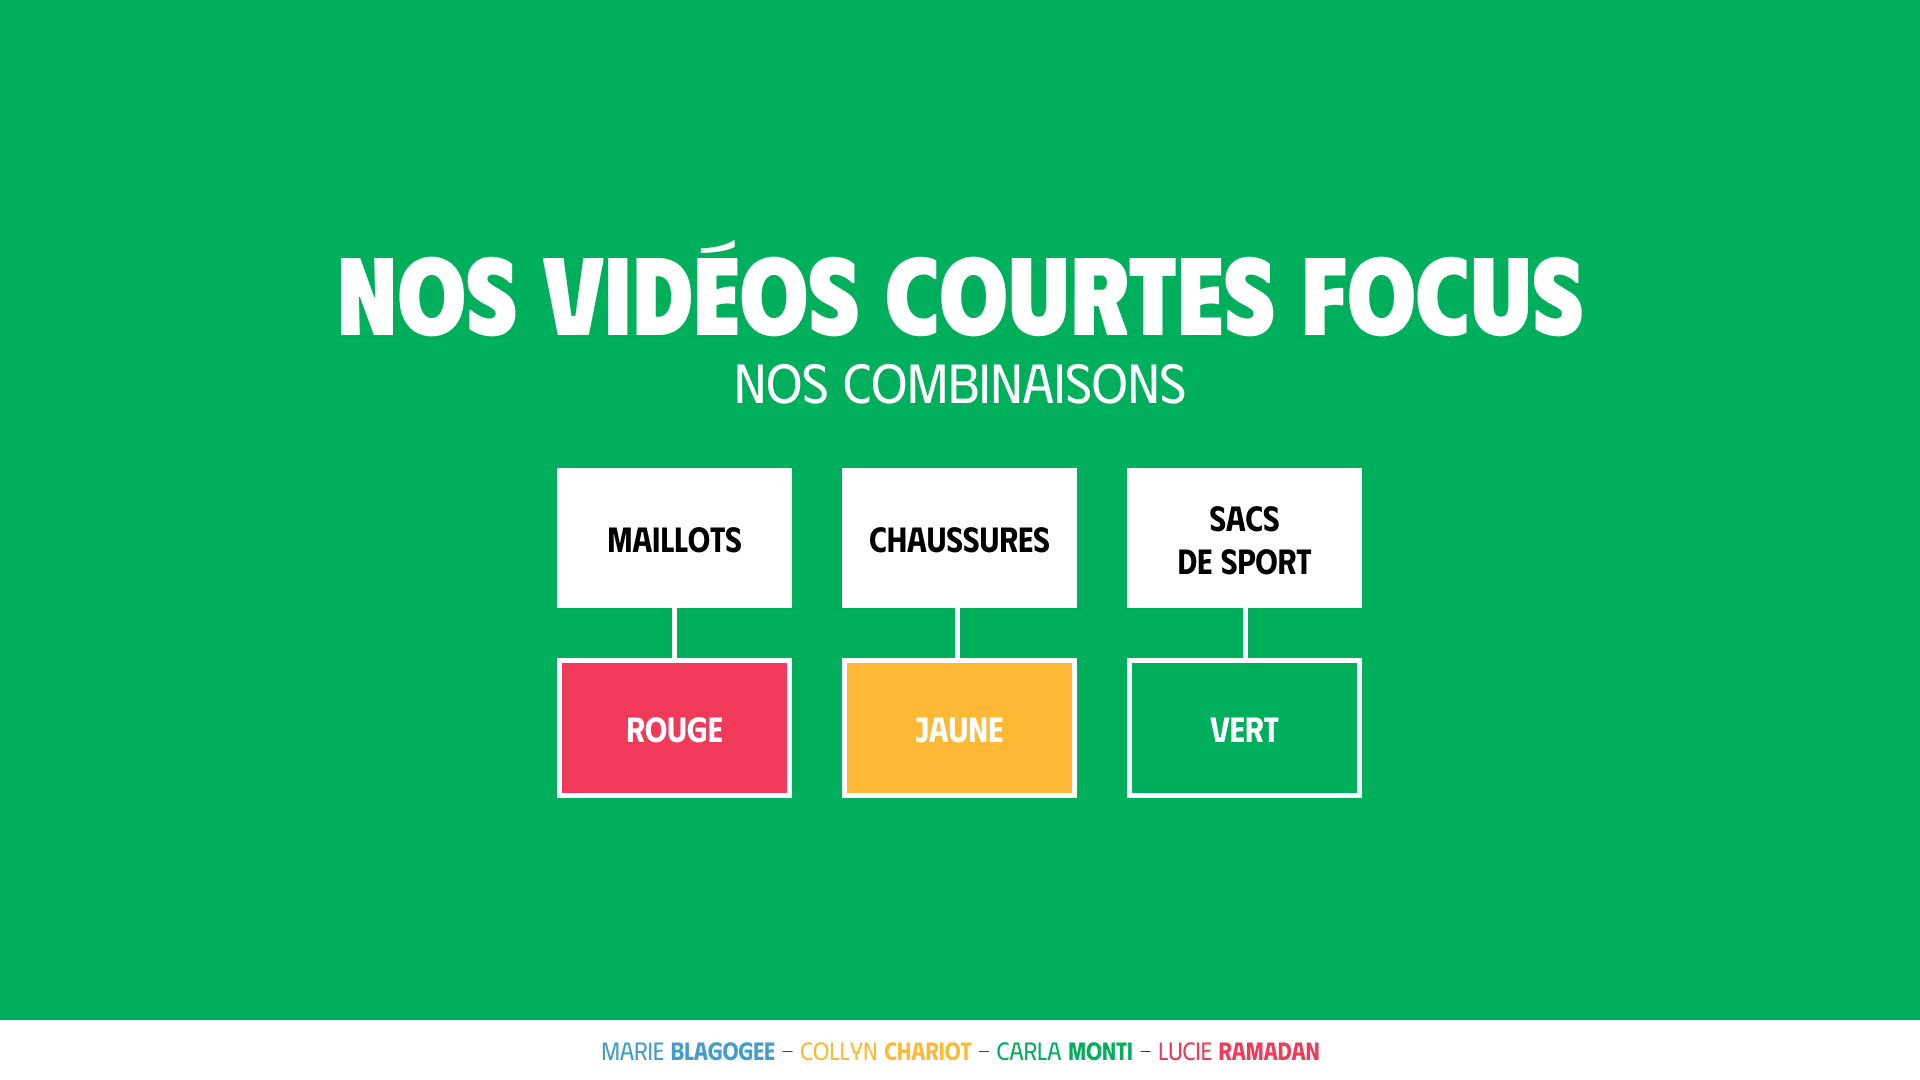 NOS VIDÉOS COURTES FOCUS
NOS COMBINAISONS
MAILLOTS
CHAUSSURES
SACS
DE SPORT
ROUGE
JAUNE
VERT
MARIE BLAGOGEE – COLLYN CHARIOT – CARLA MONTI – LUCIE RAMADAN